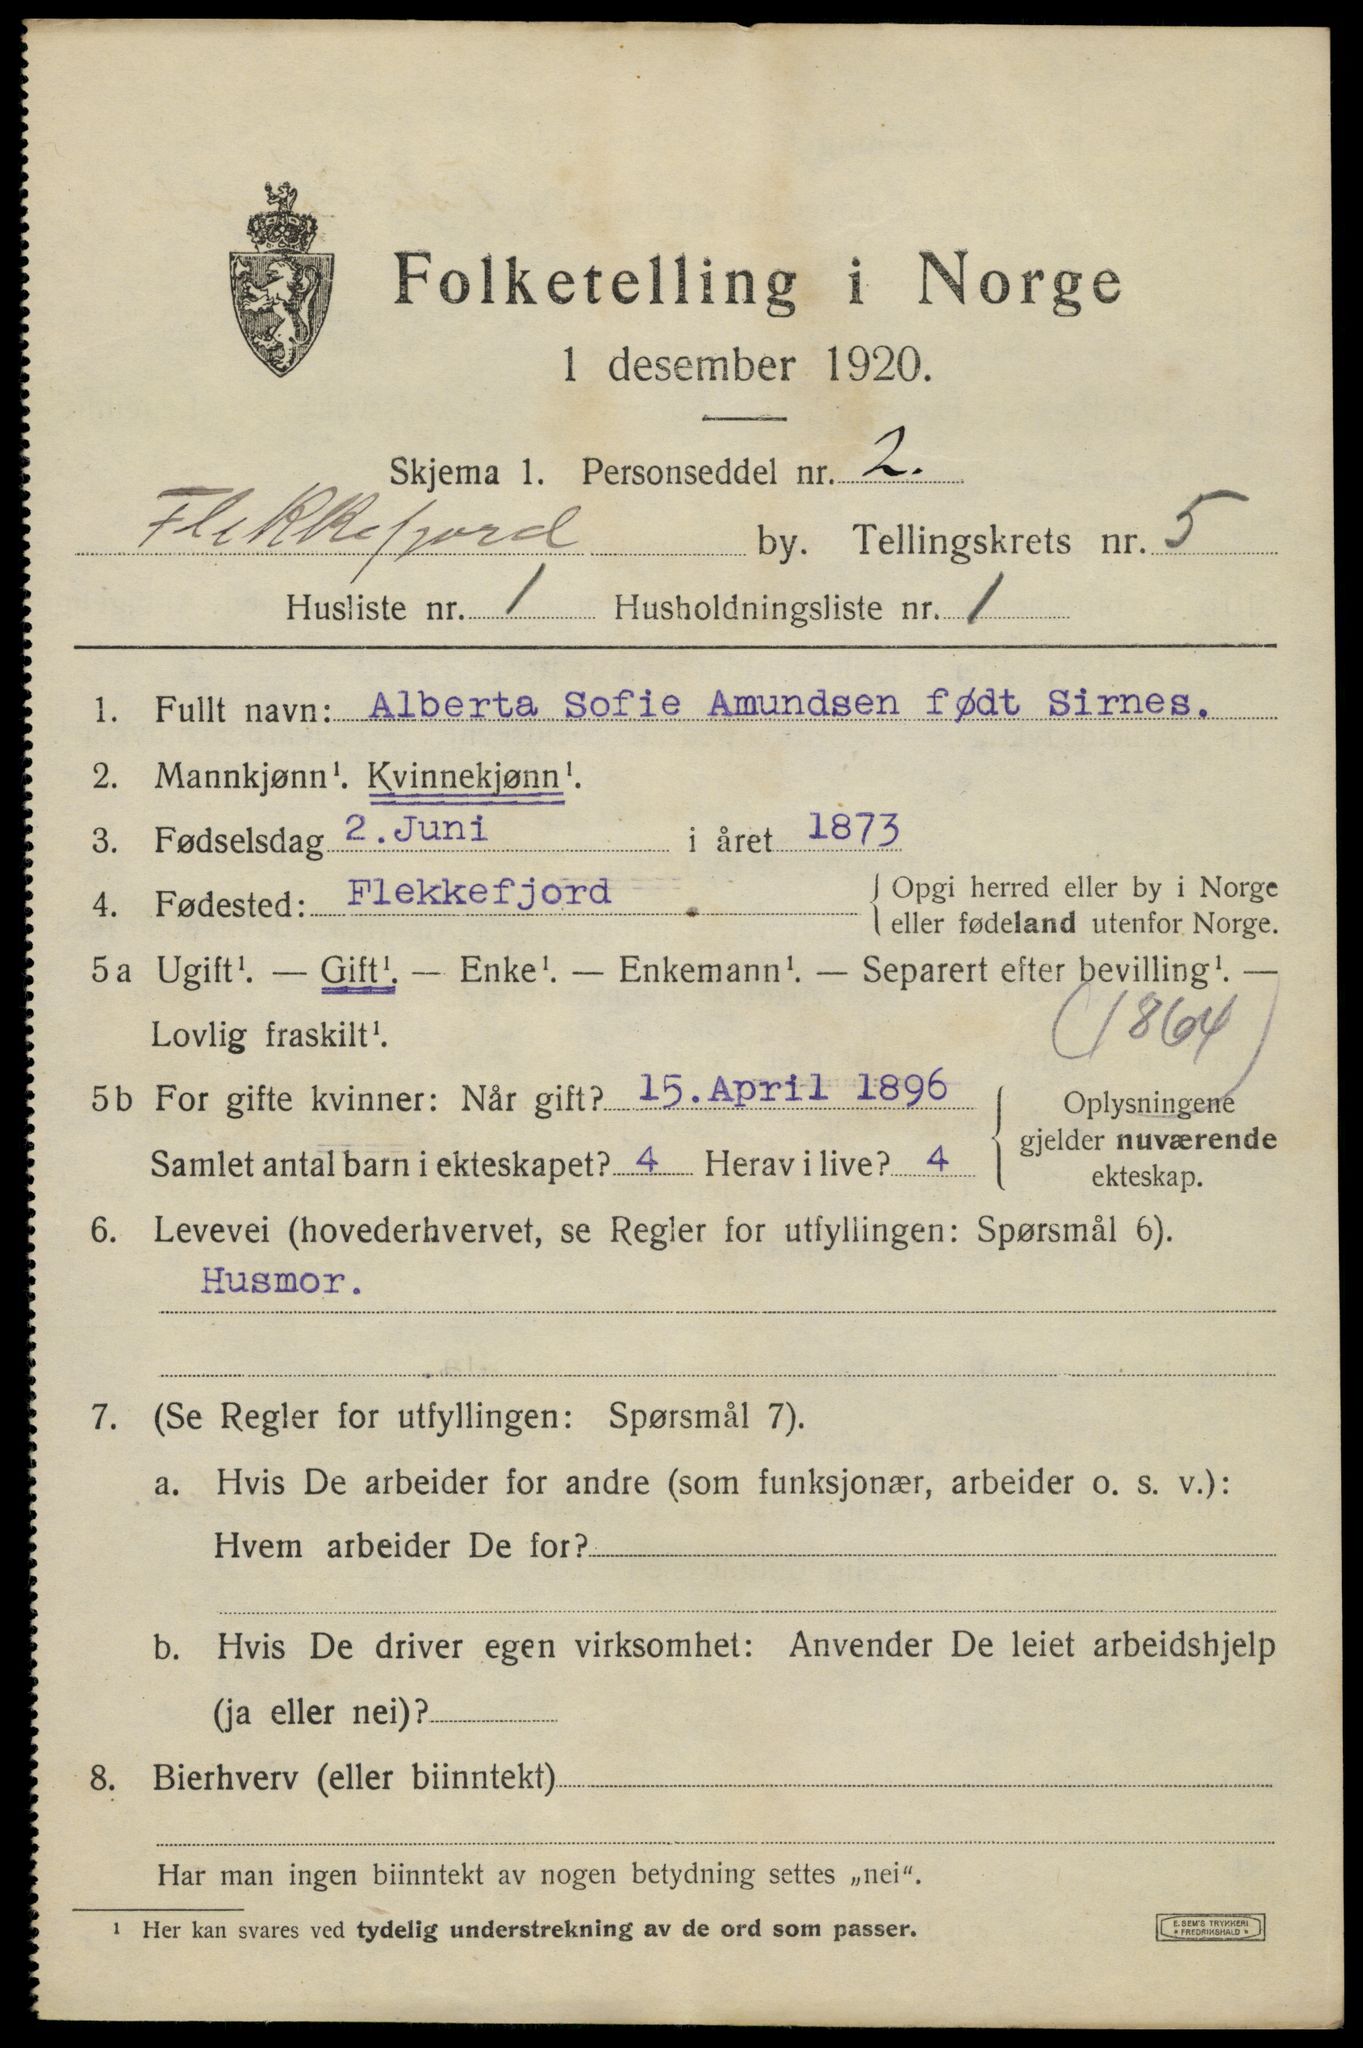 Folketelling i Norge
1 desember 1920.
Skjema 1. Personseddel nr. 2.
Flekkefjord by. Tellingskrets nr. 5
Husliste nr. 1 Husholdningsliste nr. 1
1. Fullt navn: Alberta Sofie Amundsen født Sirnes.
2. Mannkjønn¹. Kvinnekjønn¹.
3. Fødselsdag 2. Juni i året 1873
4. Fødested: Flekkefjord { Opgi herred eller by i Norge
eller fødeland utenfor Norge.
5a Ugift¹. — Gift¹. — Enke¹. — Enkemann¹. — Separert efter bevilling¹. —
Lovlig fraskilt¹.
(1864)
5b For gifte kvinner: Når gift? 15. April 1896
Samlet antal barn i ekteskapet? 4 Herav i live? 4
{ Oplysningene
gjelder nuværende
ekteskap.
6. Levevei (hovederhvervet, se Regler for utfyllingen: Spørsmål 6).
Husmor.
7. (Se Regler for utfyllingen: Spørsmål 7).
a. Hvis De arbeider for andre (som funksjonær, arbeider o. s. v.):
Hvem arbeider De for?
b. Hvis De driver egen virksomhet: Anvender De leiet arbeidshjelp
(ja eller nei)?
8. Bierhverv (eller biinntekt)
Har man ingen biinntekt av nogen betydning settes „nei“.
¹ Her kan svares ved tydelig understrekning av de ord som passer.
E. SEM'S TRYKKERI
* FREDRIKSHALD *